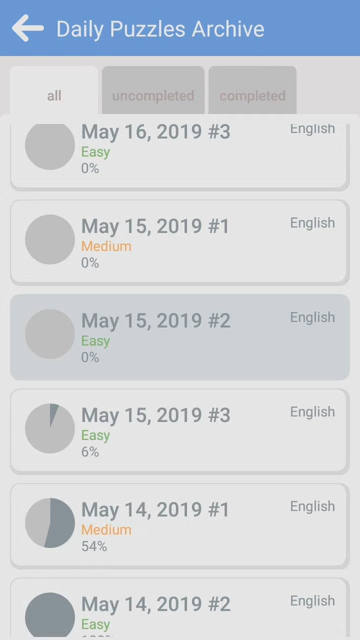 Daily Puzzles Archive
all
uncompleted
completed
May 16, 2019 #3
English
Easy
0%
May 15, 2019 #1
English
Medium
0%
May 15, 2019 #2
English
Easy
0%
May 15, 2019 #3
English
Easy
6%
May 14, 2019 #1
English
Medium
54%
May 14, 2019 #2
English
Easy